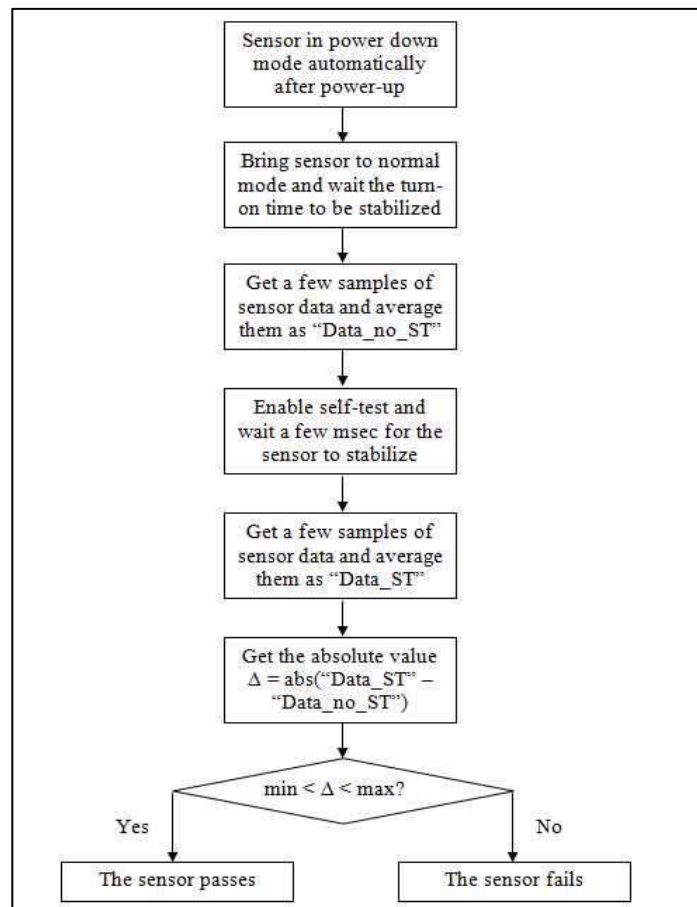 Sensor in power down
mode automatically
after power-up
Bring sensor to normal
mode and wait the turn-
on time to be stabilized
Get a few samples of
sensor data and average
them as “Data_no_ST”
Enable self-test and
wait a few msec for the
sensor to stabilize
Get a few samples of
sensor data and average
them as “Data_ST”
Get the absolute value
Δ = abs(“Data_ST” –
“Data_no_ST”)
min < Δ < max?
Yes
No
The sensor passes
The sensor fails